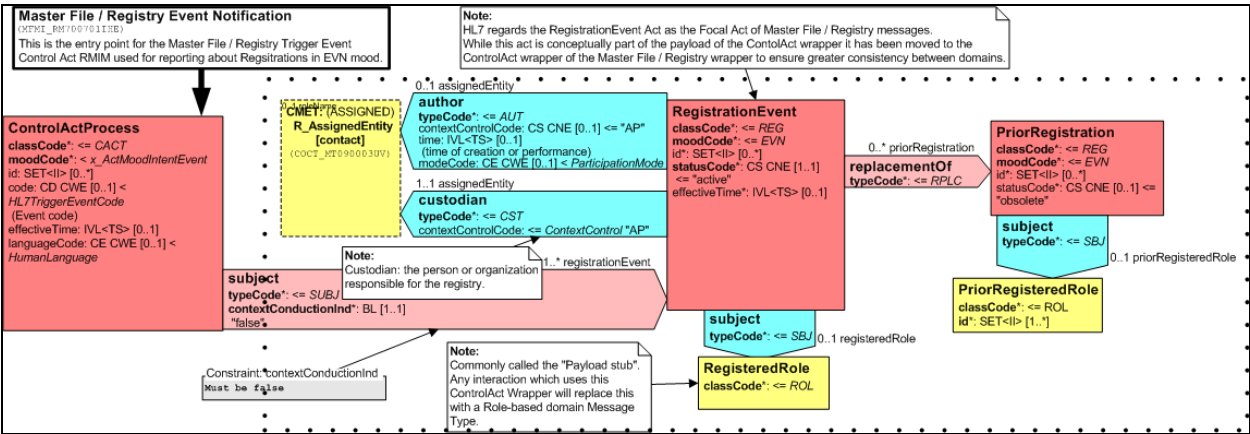 Master File / Registry Event Notification
(MFMI_RM700701IHE)
This is the entry point for the Master File / Registry Trigger Event
Control Act RMIM used for reporting about Regsitrations in EVN mood.
Note:
HL7 regards the RegistrationEvent Act as the Focal Act of Master File / Registry messages.
While this act is conceptually part of the payload of the ContolAct wrapper it has been moved to the
ControlAct wrapper of the Master File / Registry wrapper to ensure greater consistency between domains.
ControlActProcess
classCode*: <= CACT
moodCode*: < x_ActMoodIntentEvent
id: SET<II> [0..*]
code: CD CWE [0..1] <
HL7TriggerEventCode
(Event code)
effectiveTime: IVL<TS> [0..1]
languageCode: CE CWE [0..1] <
HumanLanguage
0..1 roleName
CMET: (ASSIGNED)
R_AssignedEntity
[contact]
(COCT_MT090003UV)
0..1 assignedEntity
author
typeCode*: <= AUT
contextControlCode: CS CNE [0..1] <= "AP"
time: IVL<TS> [0..1]
(time of creation or performance)
modeCode: CE CWE [0..1] < ParticipationMode
1..1 assignedEntity
custodian
typeCode*: <= CST
contextControlCode: <= ContextControl "AP"
Note:
Custodian: the person or organization
responsible for the registry.
1..* registrationEvent
subject
typeCode*: <= SUBJ
contextConductionInd*: BL [1..1]
"false"
Constraint: contextConductionInd
Must be false
RegistrationEvent
classCode*: <= REG
moodCode*: <= EVN
id*: SET<II> [0..*]
statusCode*: CS CNE [1..1]
<= "active"
effectiveTime*: IVL<TS> [0..1]
0..* priorRegistration
replacementOf
typeCode*: <= RPLC
PriorRegistration
classCode*: <= REG
moodCode*: <= EVN
id*: SET<II> [0..*]
statusCode*: CS CNE [0..1] <=
"obsolete"
subject
typeCode*: <= SBJ
0..1 priorRegisteredRole
PriorRegisteredRole
classCode*: <= ROL
id*: SET<II> [1..*]
subject
typeCode*: <= SBJ
0..1 registeredRole
RegisteredRole
classCode*: <= ROL
Note:
Commonly called the "Payload stub".
Any interaction which uses this
ControlAct Wrapper will replace this
with a Role-based domain Message
Type.